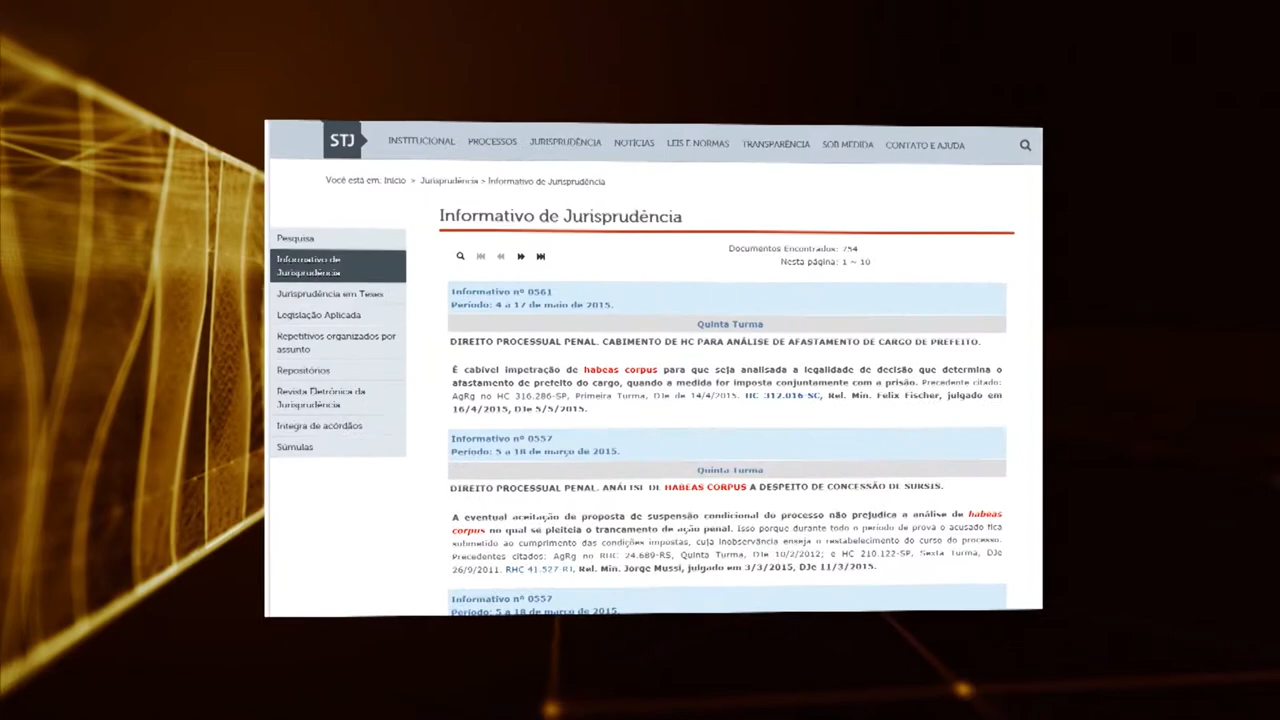 STJ INSTITUCIONAL PROCESSOS JURISPRUDÊNCIA NOTÍCIAS LEIS E NORMAS TRANSPARÊNCIA SOB MEDIDA CONTATO E AJUDA
Você está em: Início > Jurisprudência > Informativo de Jurisprudência
Informativo de Jurisprudência
Pesquisa
Informativo de
Jurisprudência
Jurisprudência em Teses
Legislação Aplicada
Repetitivos organizados por
assunto
Repositórios
Revista Eletrônica da
Jurisprudência
Íntegra de acórdãos
Súmulas
Documentos Encontrados: 754
Nesta página: 1 ~ 10
Informativo nº 0561
Período: 4 a 17 de maio de 2015.
Quinta Turma
DIREITO PROCESSUAL PENAL. CABIMENTO DE HC PARA ANÁLISE DE AFASTAMENTO DE CARGO DE PREFEITO.
É cabível impetração de habeas corpus para que seja analisada a legalidade de decisão que determina o
afastamento de prefeito do cargo, quando a medida for imposta conjuntamente com a prisão. Precedente citado:
AgRg no HC 316.286-SP, Primeira Turma, DJe de 14/4/2015. HC 312.016-SC, Rel. Min. Felix Fischer, julgado em
16/4/2015, DJe 5/5/2015.
Informativo nº 0557
Período: 5 a 18 de março de 2015.
Quinta Turma
DIREITO PROCESSUAL PENAL. ANÁLISE DE HABEAS CORPUS A DESPEITO DE CONCESSÃO DE SURSIS.
A eventual aceitação de proposta de suspensão condicional do processo não prejudica a análise de habeas
corpus no qual se pleiteia o trancamento de ação penal. Isso porque durante todo o período de prova o acusado fica
submetido ao cumprimento das condições impostas, cuja inobservância enseja o restabelecimento do curso do processo.
Precedentes citados: AgRg no RHC 24.689-RS, Quinta Turma, DJe 10/2/2012; e HC 210.122-SP, Sexta Turma, DJe
26/9/2011. RHC 41.527-RJ, Rel. Min. Jorge Mussi, julgado em 3/3/2015, DJe 11/3/2015.
Informativo nº 0557
Período: 5 a 18 de março de 2015.